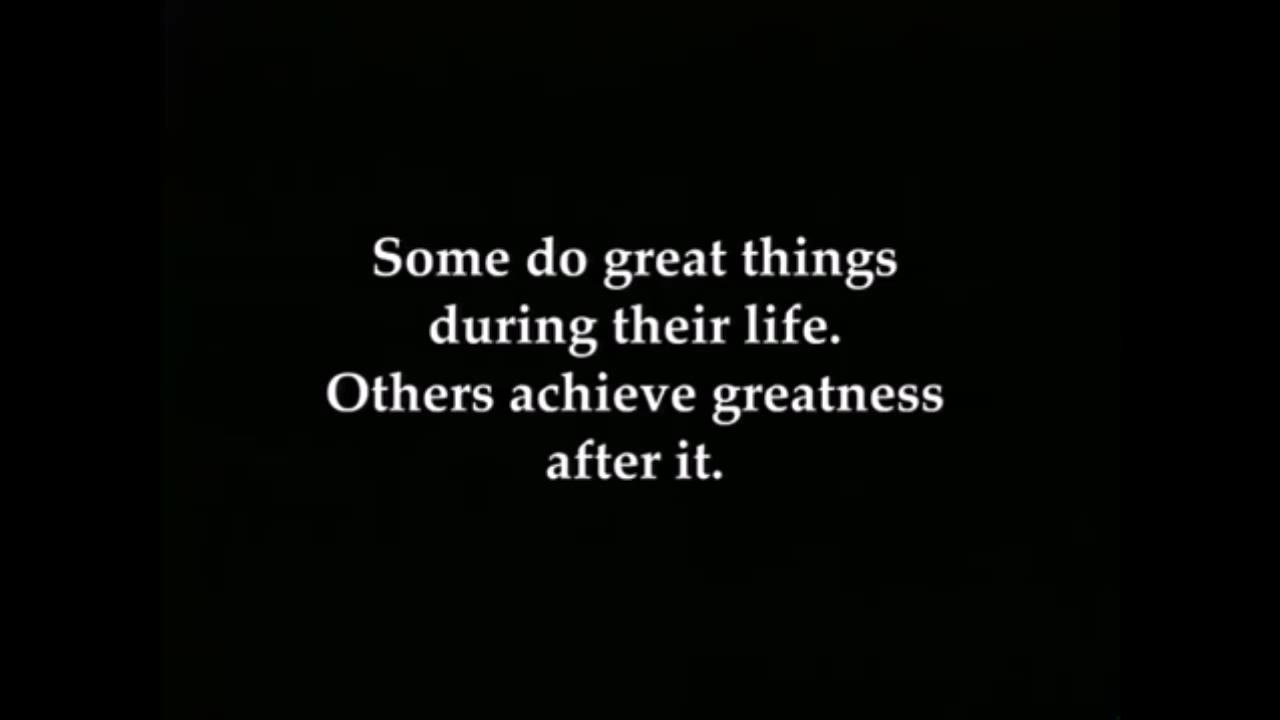 Some do great things
during their life.
Others achieve greatness
after it.